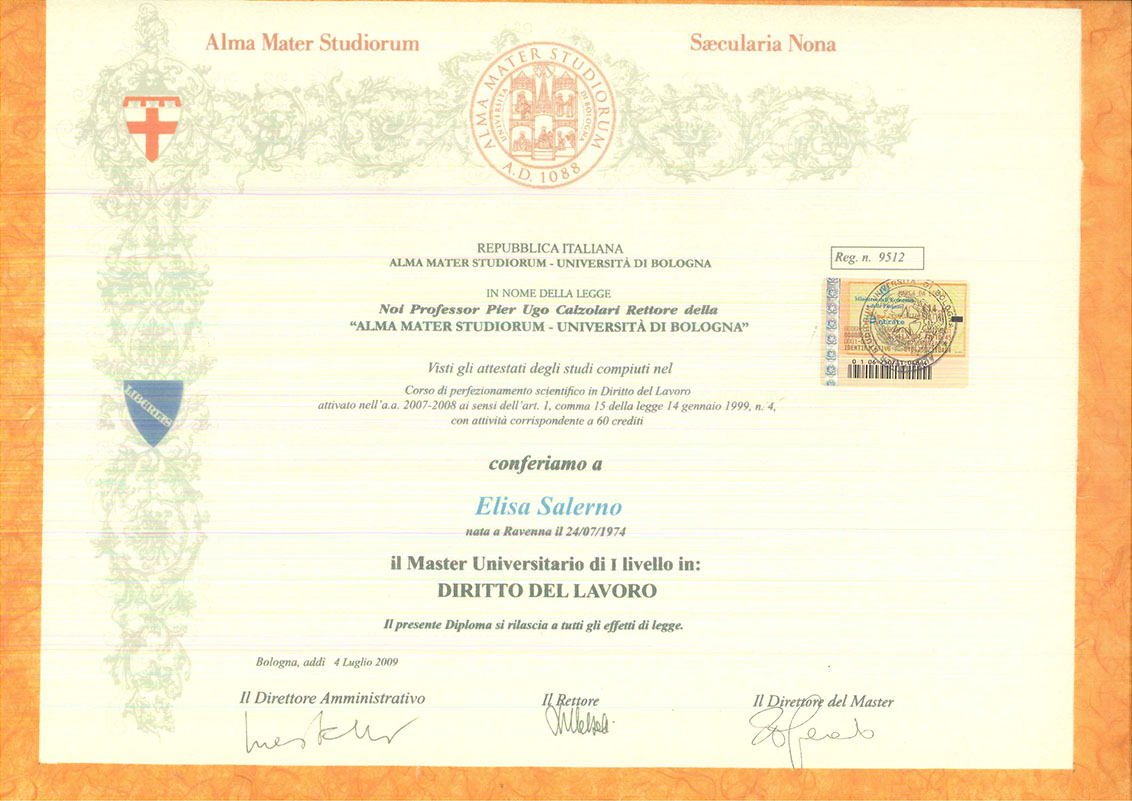 Alma Mater Studiorum
Sæcularia Nona
ALMA MATER STUDIORUM
UNIVERSITÀ DI BOLOGNA
A.D. 1088
REPUBBLICA ITALIANA
ALMA MATER STUDIORUM - UNIVERSITÀ DI BOLOGNA
Reg. n. 9512
IN NOME DELLA LEGGE
Noi Professor Pier Ugo Calzolari Rettore della
“ALMA MATER STUDIORUM - UNIVERSITÀ DI BOLOGNA”
Visti gli attestati degli studi compiuti nel
Corso di perfezionamento scientifico in Diritto del Lavoro
attivato nell'a.a. 2007-2008 ai sensi dell'art. 1, comma 15 della legge 14 gennaio 1999, n. 4,
con attività corrispondente a 60 crediti
LIBERTAS
conferiamo a
Elisa Salerno
nata a Ravenna il 24/07/1974
il Master Universitario di I livello in:
DIRITTO DEL LAVORO
Il presente Diploma si rilascia a tutti gli effetti di legge.
Bologna, addì 4 Luglio 2009
Il Direttore Amministrativo
Il Rettore
Il Direttore del Master